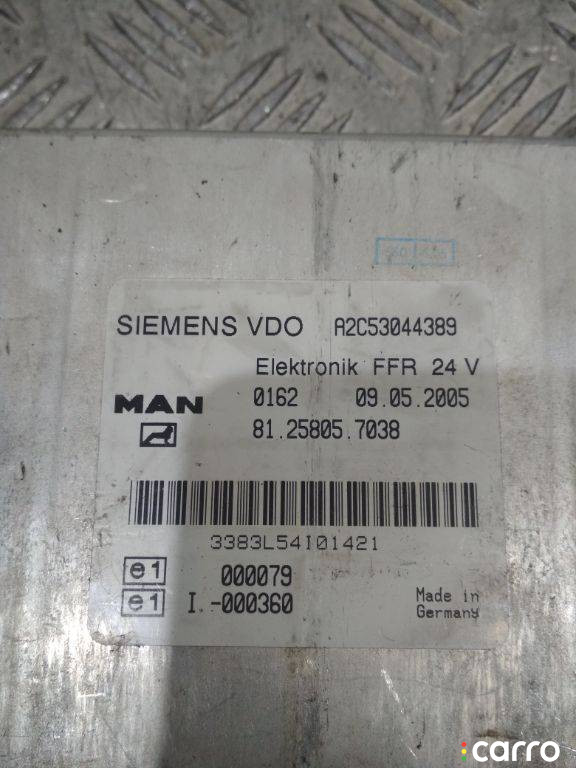 SIEMENS VDO A2C53044389
Elektronik FFR 24 V
MAN 0162 09.05.2005
81.25805.7038
3383L54I01421
e1 000079
e1 I.-000360
Made in
Germany
carro